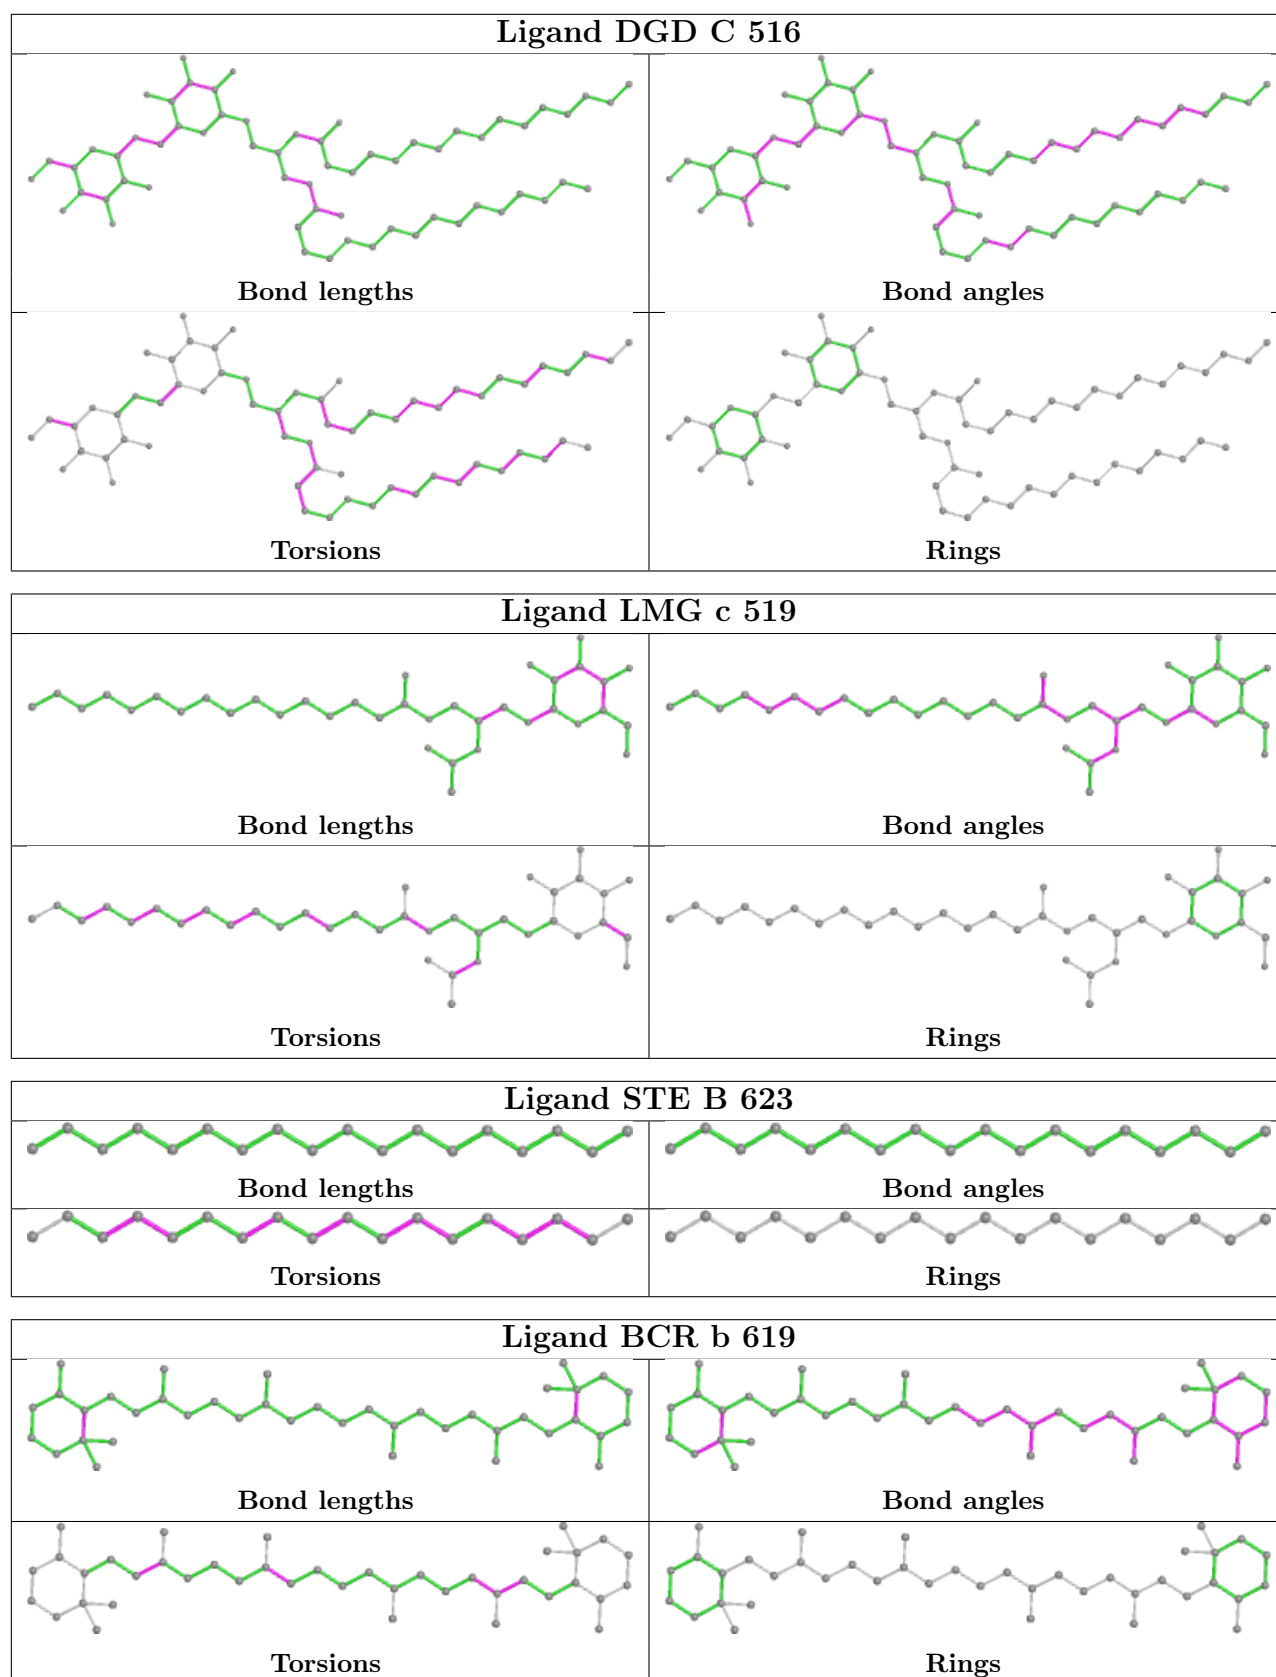 Ligand DGD C 516
Bond lengths
Bond angles
Torsions
Rings
Ligand LMG c 519
Bond lengths
Bond angles
Torsions
Rings
Ligand STE B 623
Bond lengths
Bond angles
Torsions
Rings
Ligand BCR b 619
Bond lengths
Bond angles
Torsions
Rings